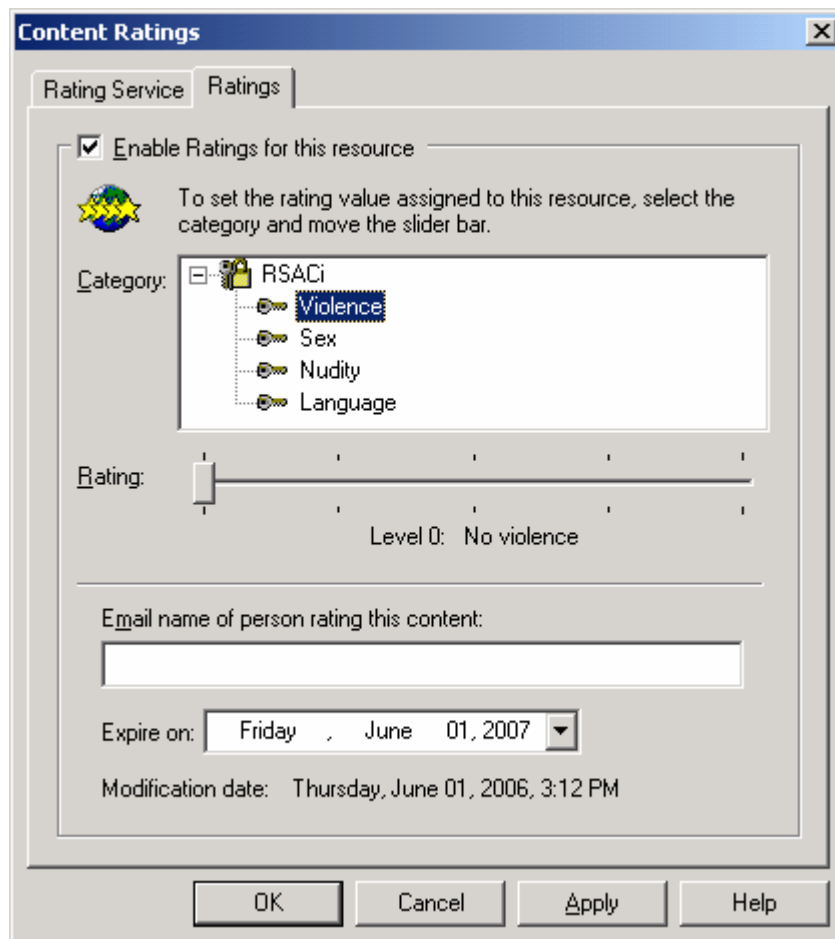 Content Ratings
Rating Service
Ratings
Enable Ratings for this resource
To set the rating value assigned to this resource, select the
category and move the slider bar.
Category:
RSACi
Violence
Sex
Nudity
Language
Rating:
Level 0: No violence
Email name of person rating this content:
Expire on: Friday , June 01, 2007
Modification date: Thursday, June 01, 2006, 3:12 PM
OK Cancel Apply Help